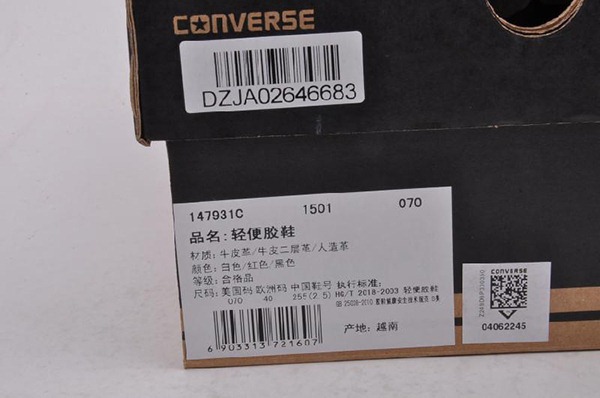 CONVERSE
DZJA02646683
147931C 1501 070
品名: 轻便胶鞋
材质: 牛皮革/牛皮二层革/人造革
颜色: 白色/红色/黑色
等级: 合格品
尺码: 美国码 欧洲码 中国鞋号 执行标准:
070 40 255(2.5) HG/T 2018-2003 轻便胶鞋
产地: 越南
6 903313 721607
CONVERSE
04062245